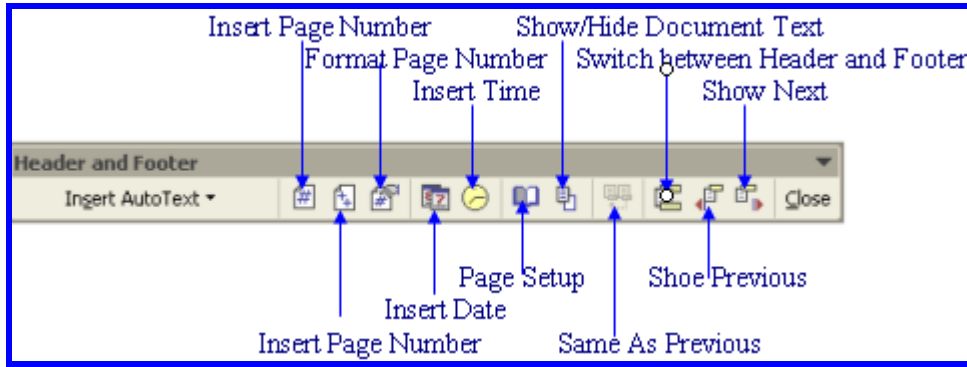 Insert Page Number Show/Hide Document Text
Format Page Number Switch between Header and Footer
Insert Time Show Next
Header and Footer
Insert AutoText Close
Page Setup Shoe Previous
Insert Date
Insert Page Number Same As Previous